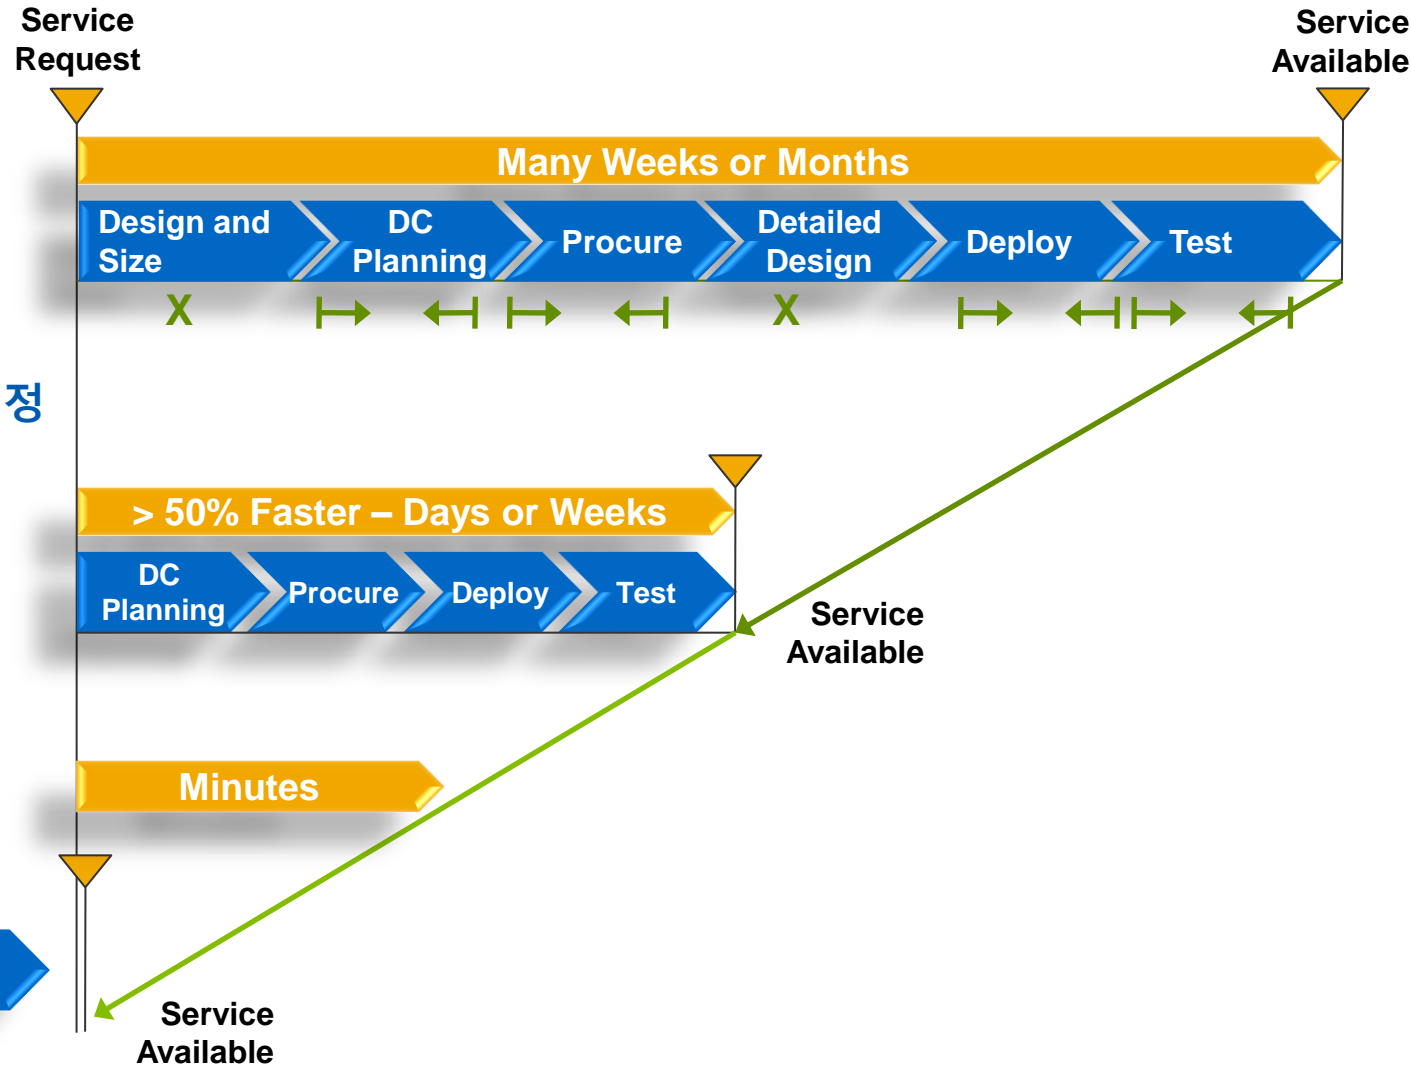 Service
Request
Service
Available
Many Weeks or Months
Design and
Size
DC
Planning
Procure
Detailed
Design
Deploy
Test
X
X
정
> 50% Faster – Days or Weeks
DC
Planning
Procure
Deploy
Test
Service
Available
Minutes
Service
Available